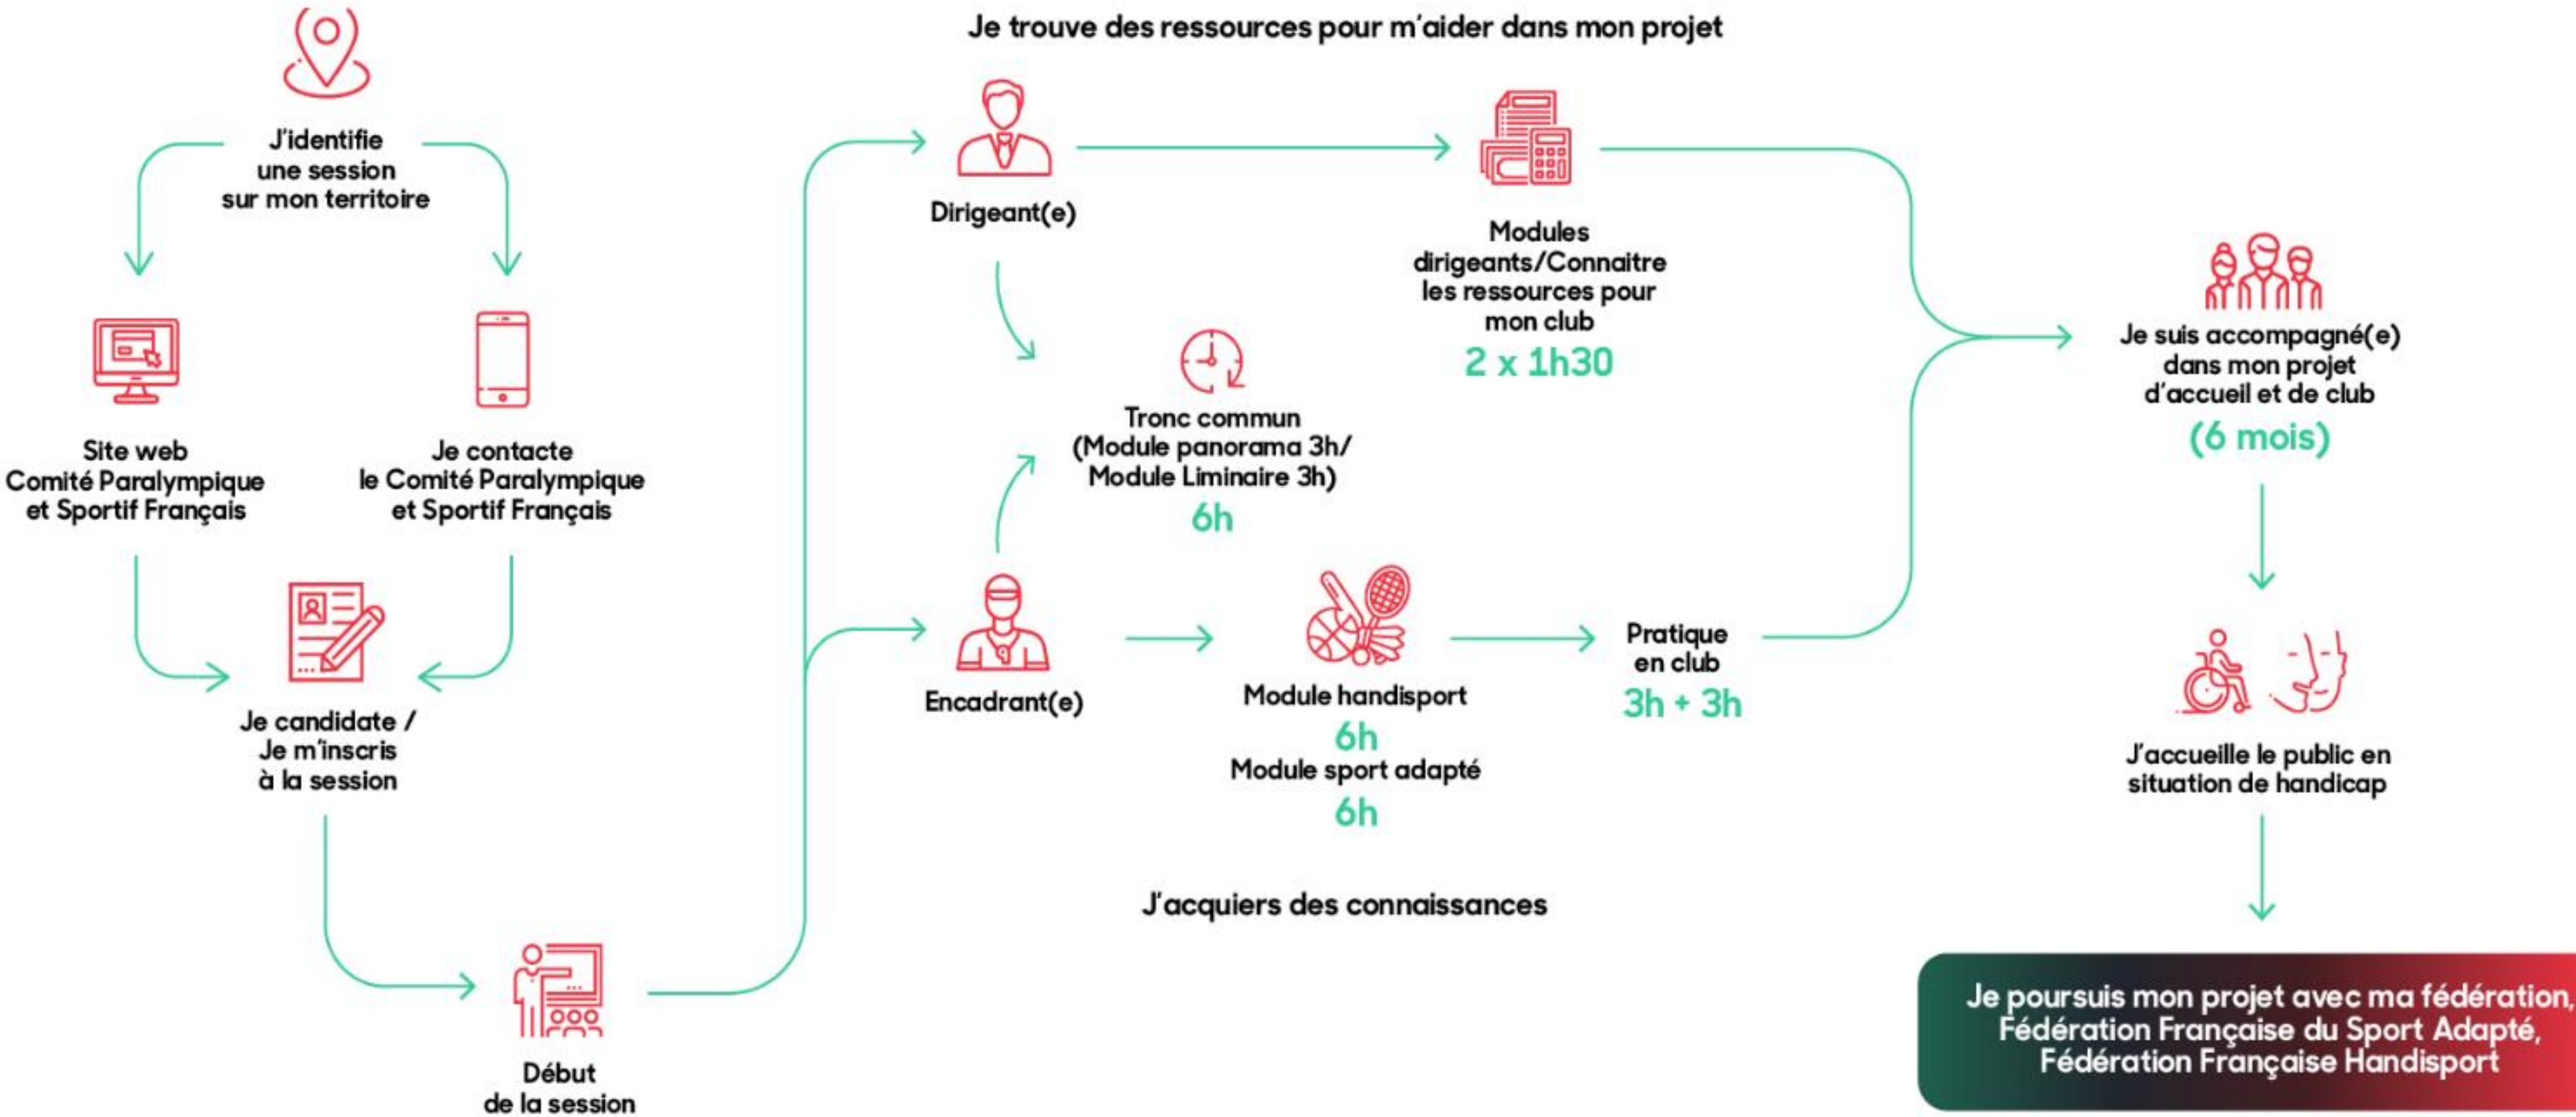 Je trouve des ressources pour m'aider dans mon projet
J'identifie
une session
sur mon territoire
Site web
Comité Paralympique
et Sportif Français
Je contacte
le Comité Paralympique
et Sportif Français
Je candidate /
Je m'inscris
à la session
Début
de la session
Dirigeant(e)
Modules
dirigeants/Connaitre
les ressources pour
mon club
2 x 1h30
Tronc commun
(Module panorama 3h/
Module Liminaire 3h)
6h
Encadrant(e)
Module handisport
6h
Module sport adapté
6h
Pratique
en club
3h + 3h
J'acquiers des connaissances
Je suis accompagné(e)
dans mon projet
d'accueil et de club
(6 mois)
J'accueille le public en
situation de handicap
Je poursuis mon projet avec ma fédération,
Fédération Française du Sport Adapté,
Fédération Française Handisport